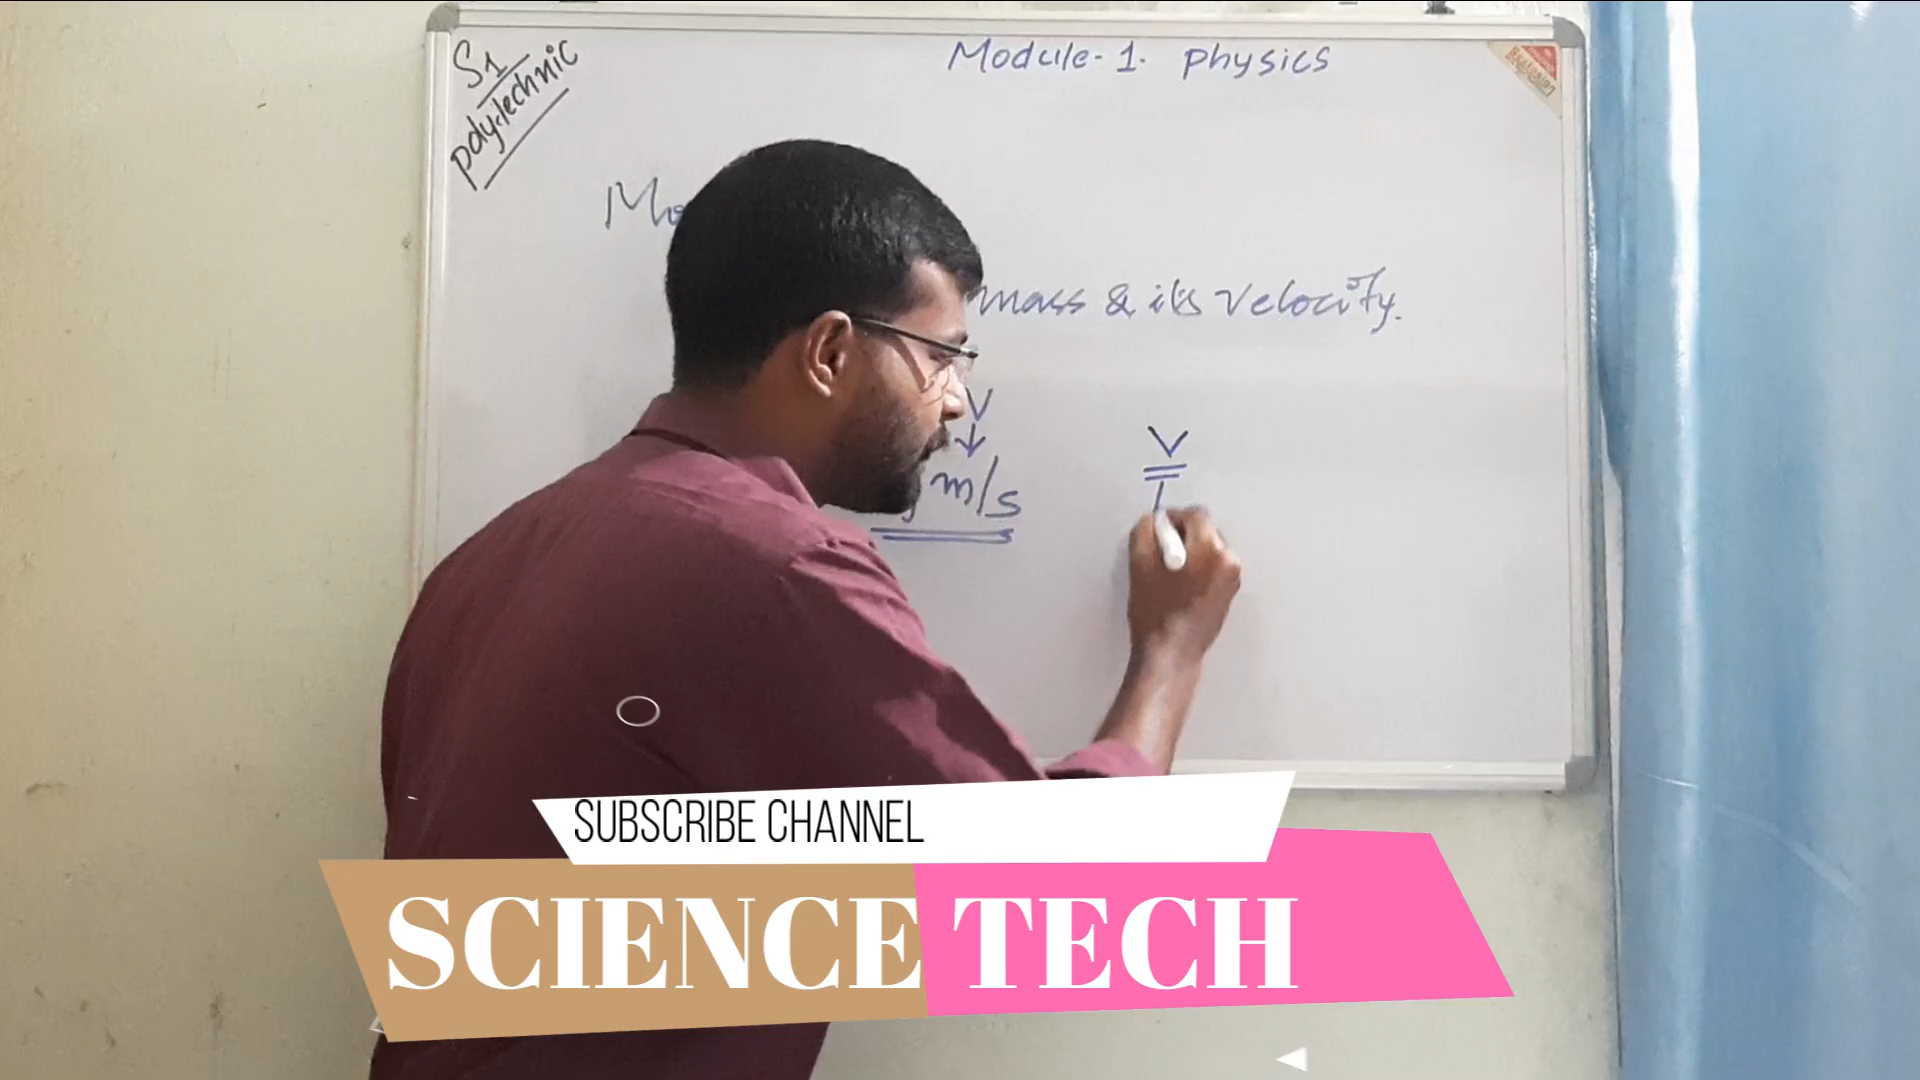 S1
polytechnic
Module-1. physics
mass & its velocity.
V
↓
m/s
V
SUBSCRIBE CHANNEL
SCIENCE TECH